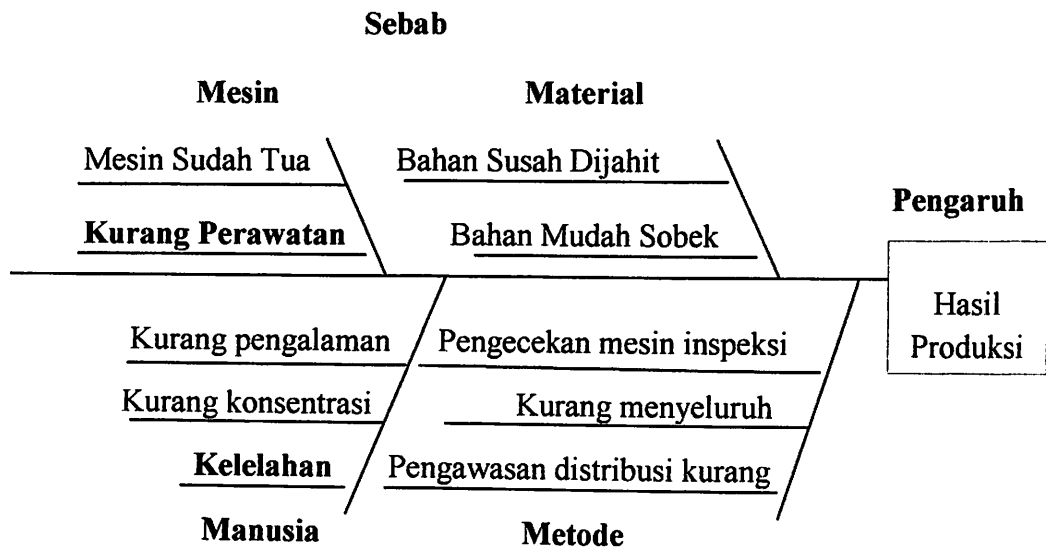 Sebab
Mesin
Material
Mesin Sudah Tua
Bahan Susah Dijahit
Kurang Perawatan
Bahan Mudah Sobek
Pengaruh
Hasil
Produksi
Kurang pengalaman
Pengecekan mesin inspeksi
Kurang konsentrasi
Kurang menyeluruh
Kelelahan
Pengawasan distribusi kurang
Manusia
Metode